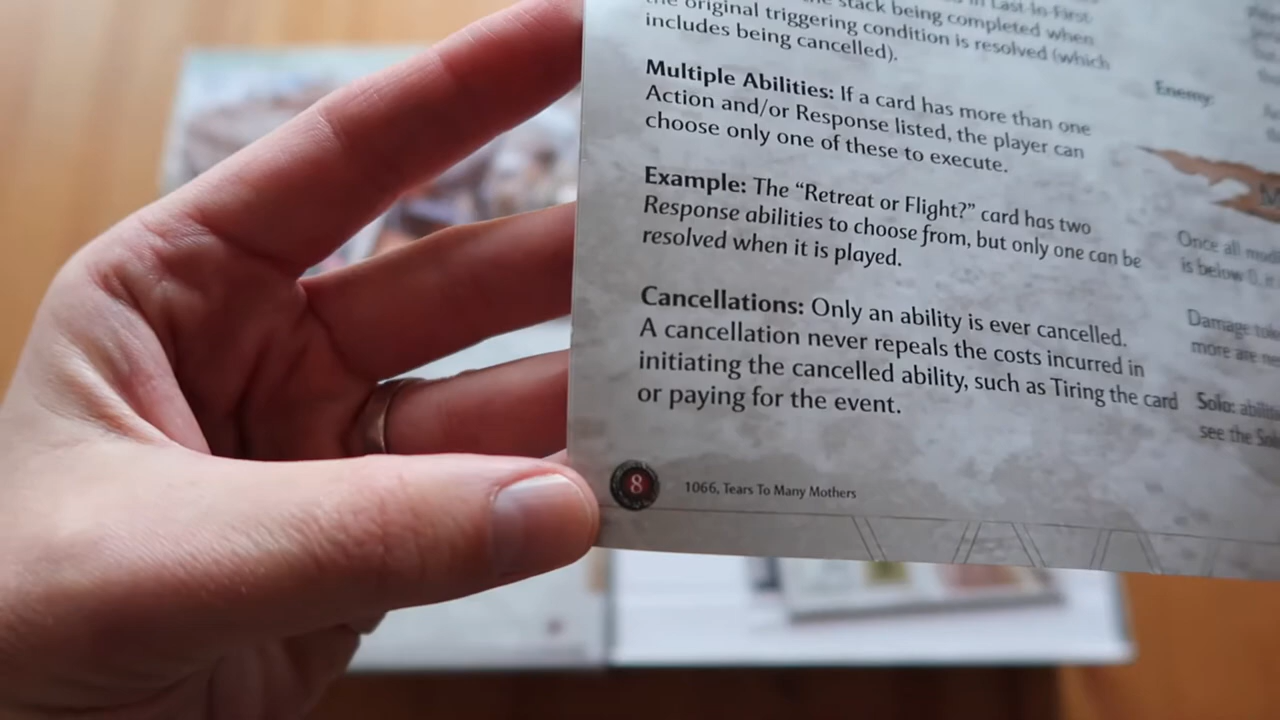 the stack being completed when
the original triggering condition is resolved (which
includes being cancelled).
Multiple Abilities: If a card has more than one
Action and/or Response listed, the player can
choose only one of these to execute.
Example: The “Retreat or Flight?” card has two
Response abilities to choose from, but only one can be
resolved when it is played.
Cancellations: Only an ability is ever cancelled.
A cancellation never repeals the costs incurred in
initiating the cancelled ability, such as Tiring the card
or paying for the event.
8 1066, Tears To Many Mothers
Enemy:
Once all
is below 0,
Damage
more are
Solo:
see the